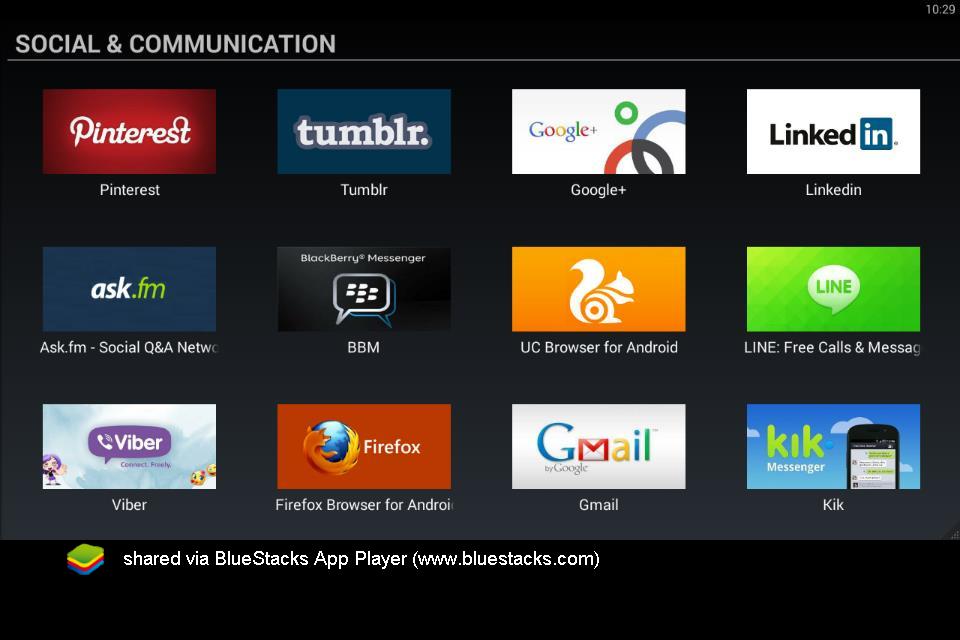 10:29
SOCIAL & COMMUNICATION
Pinterest
tumblr.
Google+
Linked in
Pinterest
Tumblr
Google+
Linkedin
ask.fm
BlackBerry® Messenger
LINE
Ask.fm - Social Q&A Netwo
BBM
UC Browser for Android
LINE: Free Calls & Messag
Viber
Connect. Freely.
Firefox
Gmail™
by Google
kik
Messenger
Viber
Firefox Browser for Androi
Gmail
Kik
shared via BlueStacks App Player (www.bluestacks.com)